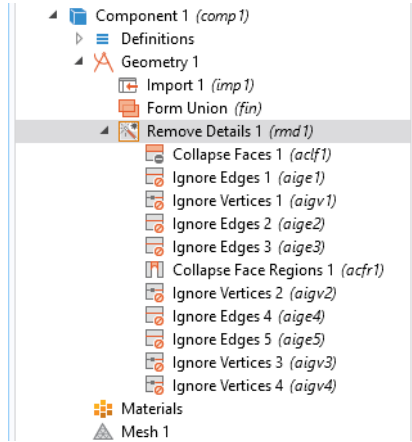 Component 1 (comp1)
Definitions
Geometry 1
Import 1 (imp1)
Form Union (fin)
Remove Details 1 (rmd1)
Collapse Faces 1 (aclf1)
Ignore Edges 1 (aige1)
Ignore Vertices 1 (aigv1)
Ignore Edges 2 (aige2)
Ignore Edges 3 (aige3)
Collapse Face Regions 1 (acfr1)
Ignore Vertices 2 (aigv2)
Ignore Edges 4 (aige4)
Ignore Edges 5 (aige5)
Ignore Vertices 3 (aigv3)
Ignore Vertices 4 (aigv4)
Materials
Mesh 1